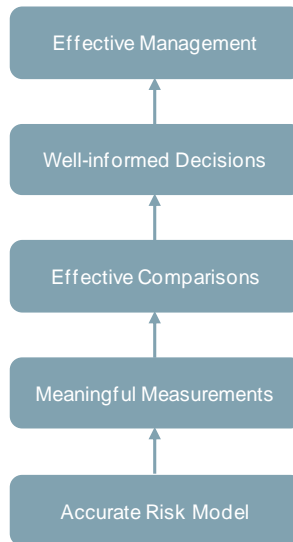 Effective Management
Well-informed Decisions
Effective Comparisons
Meaningful Measurements
Accurate Risk Model